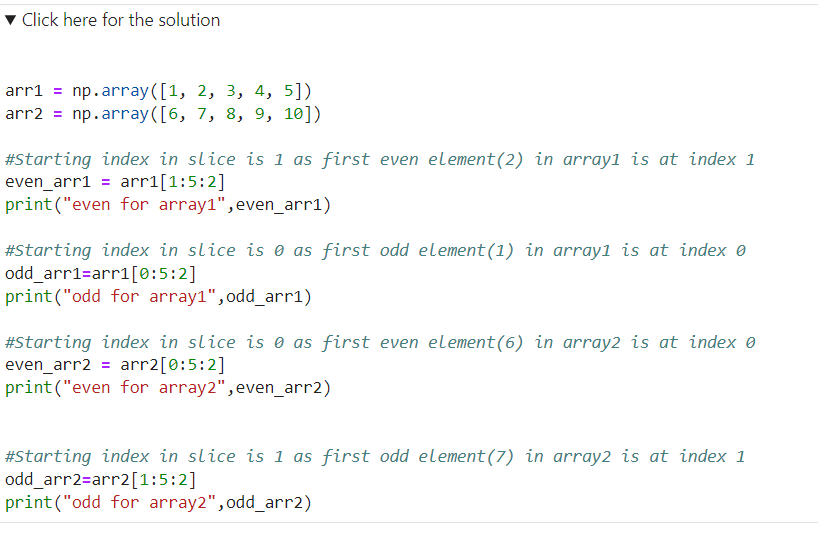 ▼ Click here for the solution
arr1 = np.array([1, 2, 3, 4, 5])
arr2 = np.array([6, 7, 8, 9, 10])
#Starting index in slice is 1 as first even element(2) in array1 is at index 1
even_arr1 = arr1[1:5:2]
print("even for array1",even_arr1)
#Starting index in slice is 0 as first odd element(1) in array1 is at index 0
odd_arr1=arr1[0:5:2]
print("odd for array1",odd_arr1)
#Starting index in slice is 0 as first even element(6) in array2 is at index 0
even_arr2 = arr2[0:5:2]
print("even for array2",even_arr2)
#Starting index in slice is 1 as first odd element(7) in array2 is at index 1
odd_arr2=arr2[1:5:2]
print("odd for array2",odd_arr2)